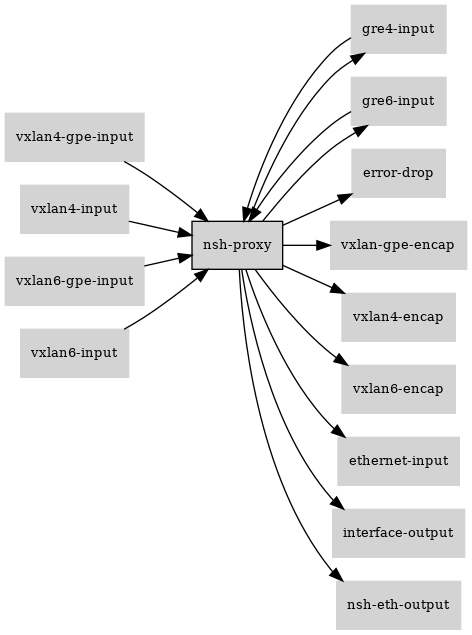 vxlan4-gpe-input
vxlan4-input
vxlan6-gpe-input
vxlan6-input
nsh-proxy
gre4-input
gre6-input
error-drop
vxlan-gpe-encap
vxlan4-encap
vxlan6-encap
ethernet-input
interface-output
nsh-eth-output